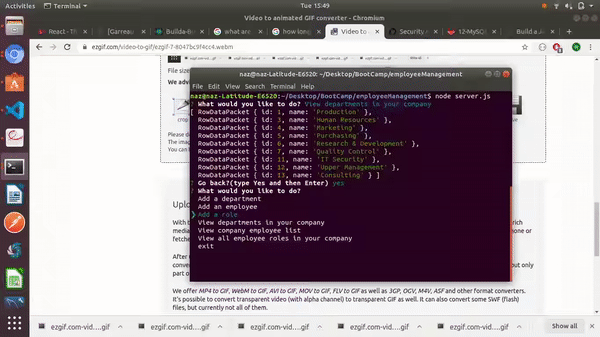 Activities
Terminal
Tue 15:49
Video to animated GIF converter - Chromium
React - 1
[Garreau
Builda-B
what are
how long
Video to
Security
12-MySQ
Build a
ezgif.com/video-to-gif/ezgif-7-8047bc9f4cc4.webm
File size
We adv
crop
Please
You can
naz@naz-Latitude-E6520: ~/Desktop/BootCamp/employeeManagement
File Edit View Search Terminal Help
naz@naz-Latitude-E6520:~/Desktop/BootCamp/employeeManagement$ node server.js
? What would you like to do? View departments in your company
[ RowDataPacket { id: 1, name: 'Production' },
RowDataPacket { id: 3, name: 'Human Resources' },
RowDataPacket { id: 4, name: 'Marketing' },
RowDataPacket { id: 5, name: 'Purchasing' },
RowDataPacket { id: 6, name: 'Research & Development' },
RowDataPacket { id: 7, name: 'Quality Control' },
RowDataPacket { id: 11, name: 'IT Security' },
RowDataPacket { id: 12, name: 'Upper Management' },
RowDataPacket { id: 13, name: 'Consulting' } ]
? Go back?(type Yes and then Enter) yes
? What would you like to do?
Add a department
Add an employee
❯ Add a role
View departments in your company
View company employee list
View all employee roles in your company
exit
Uploa
With t
media
or fetche
one or
After u
conve
part o
but only
We offer MP4 to GIF, WebM to GIF, AVI to GIF, MOV to GIF, FLV to GIF as well as 3GP, OGV, M4V, ASF and other format converters.
It's possible to convert transparent video (with alpha channel) to transparent GIF as well. It can also convert some SWF (flash)
files, but currently not all of them.
ezgif.com-vid....gif
ezgif.com-vid....gif
ezgif.com-vid....gif
ezgif.com-vid....gif
ezgif.com-vid....gif
Show all